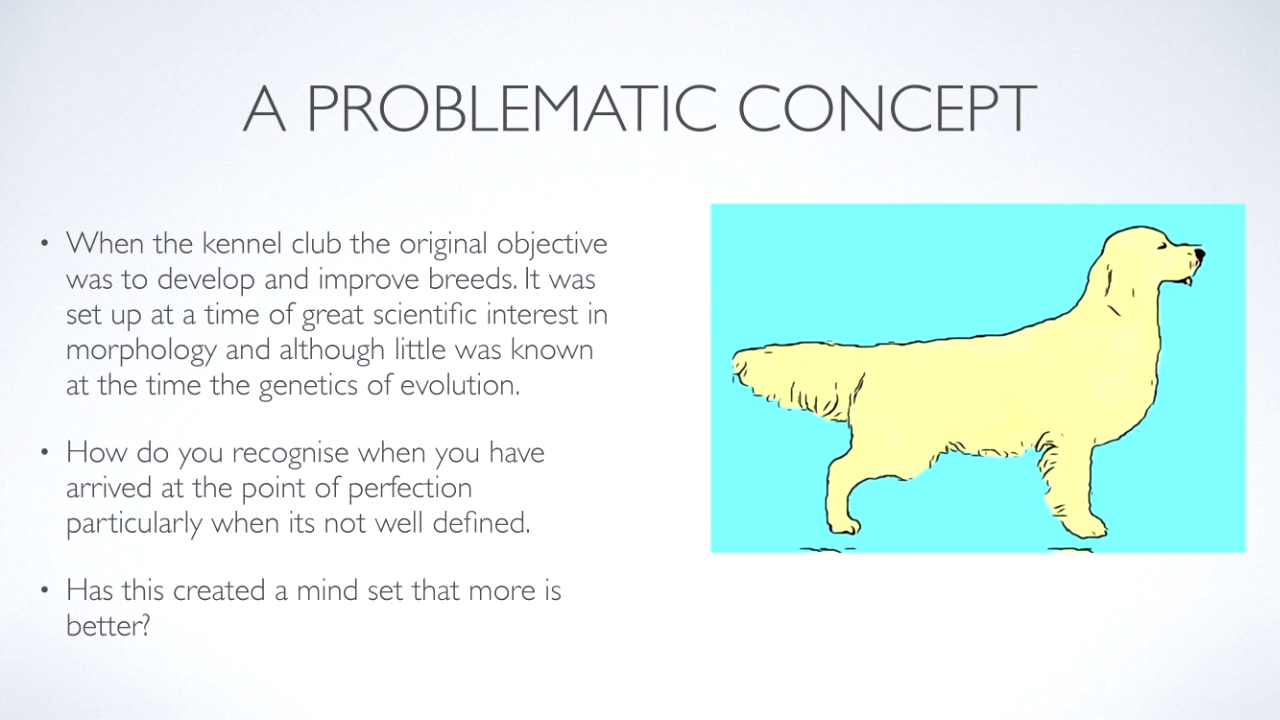 A PROBLEMATIC CONCEPT
• When the kennel club the original objective
was to develop and improve breeds. It was
set up at a time of great scientific interest in
morphology and although little was known
at the time the genetics of evolution.
• How do you recognise when you have
arrived at the point of perfection
particularly when its not well defined.
• Has this created a mind set that more is
better?